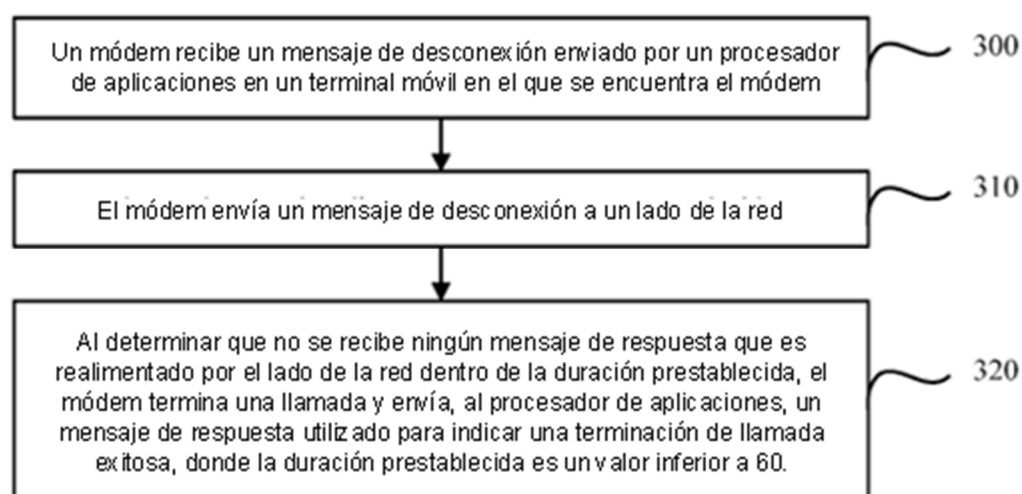 Un módem recibe un mensaje de desconexión enviado por un procesador
de aplicaciones en un terminal móvil en el que se encuentra el módem
300
El módem envía un mensaje de desconexión a un lado de la red
310
Al determinar que no se recibe ningún mensaje de respuesta que es
realimentado por el lado de la red dentro de la duración prestablecida, el
módem termina una llamada y envía, al procesador de aplicaciones, un
mensaje de respuesta utilizado para indicar una terminación de llamada
exitosa, donde la duración prestablecida es un valor inferior a 60.
320